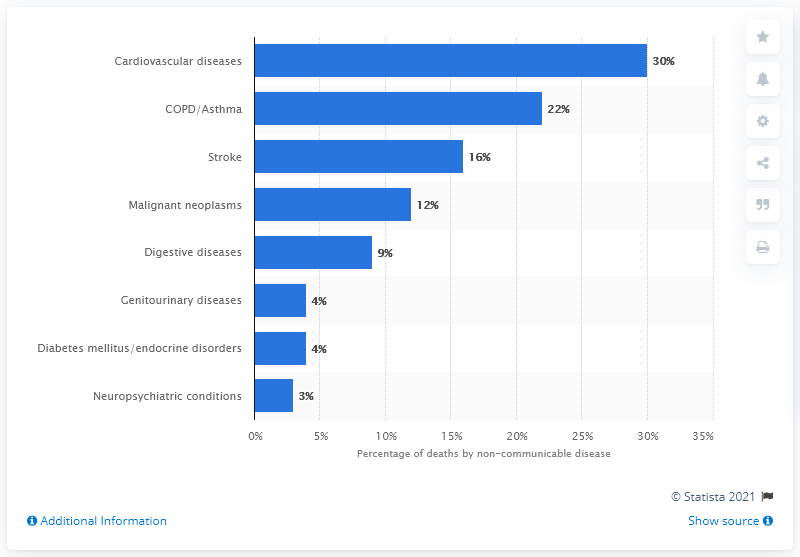 Cardiovascular diseases 30%
COPD/Asthma 22%
Stroke 16%
Malignant neoplasms 12%
Digestive diseases 9%
Genitourinary diseases 4%
Diabetes mellitus/endocrine disorders 4%
Neuropsychiatric conditions 3%
0% 5% 10% 15% 20% 25% 30% 35%
Percentage of deaths by non-communicable disease
© Statista 2021
Additional Information Show source